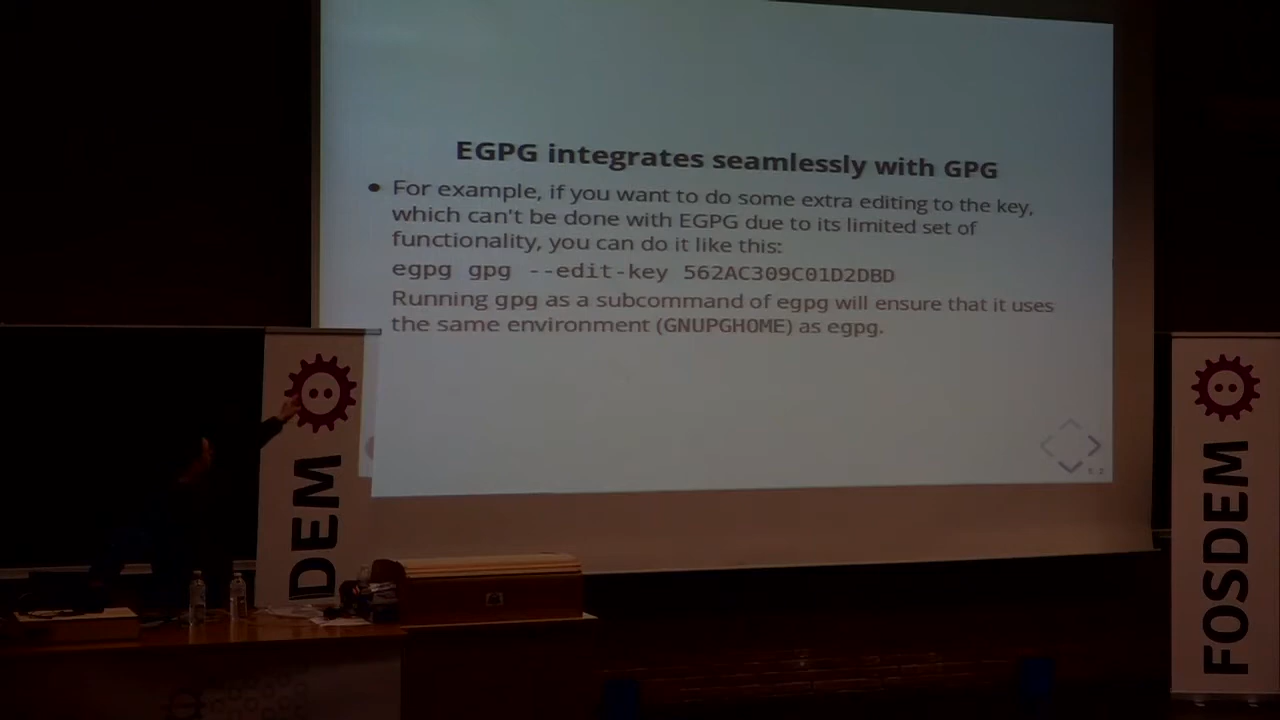 EGPG integrates seamlessly with GPG
For example, if you want to do some extra editing to the key,
which can't be done with EGPG due to its limited set of
functionality, you can do it like this:
egpg gpg --edit-key 562AC309C01D2DBD
Running gpg as a subcommand of egpg will ensure that it uses
the same environment (GNUPGHOME) as egpg.
DEM
FOSDEM